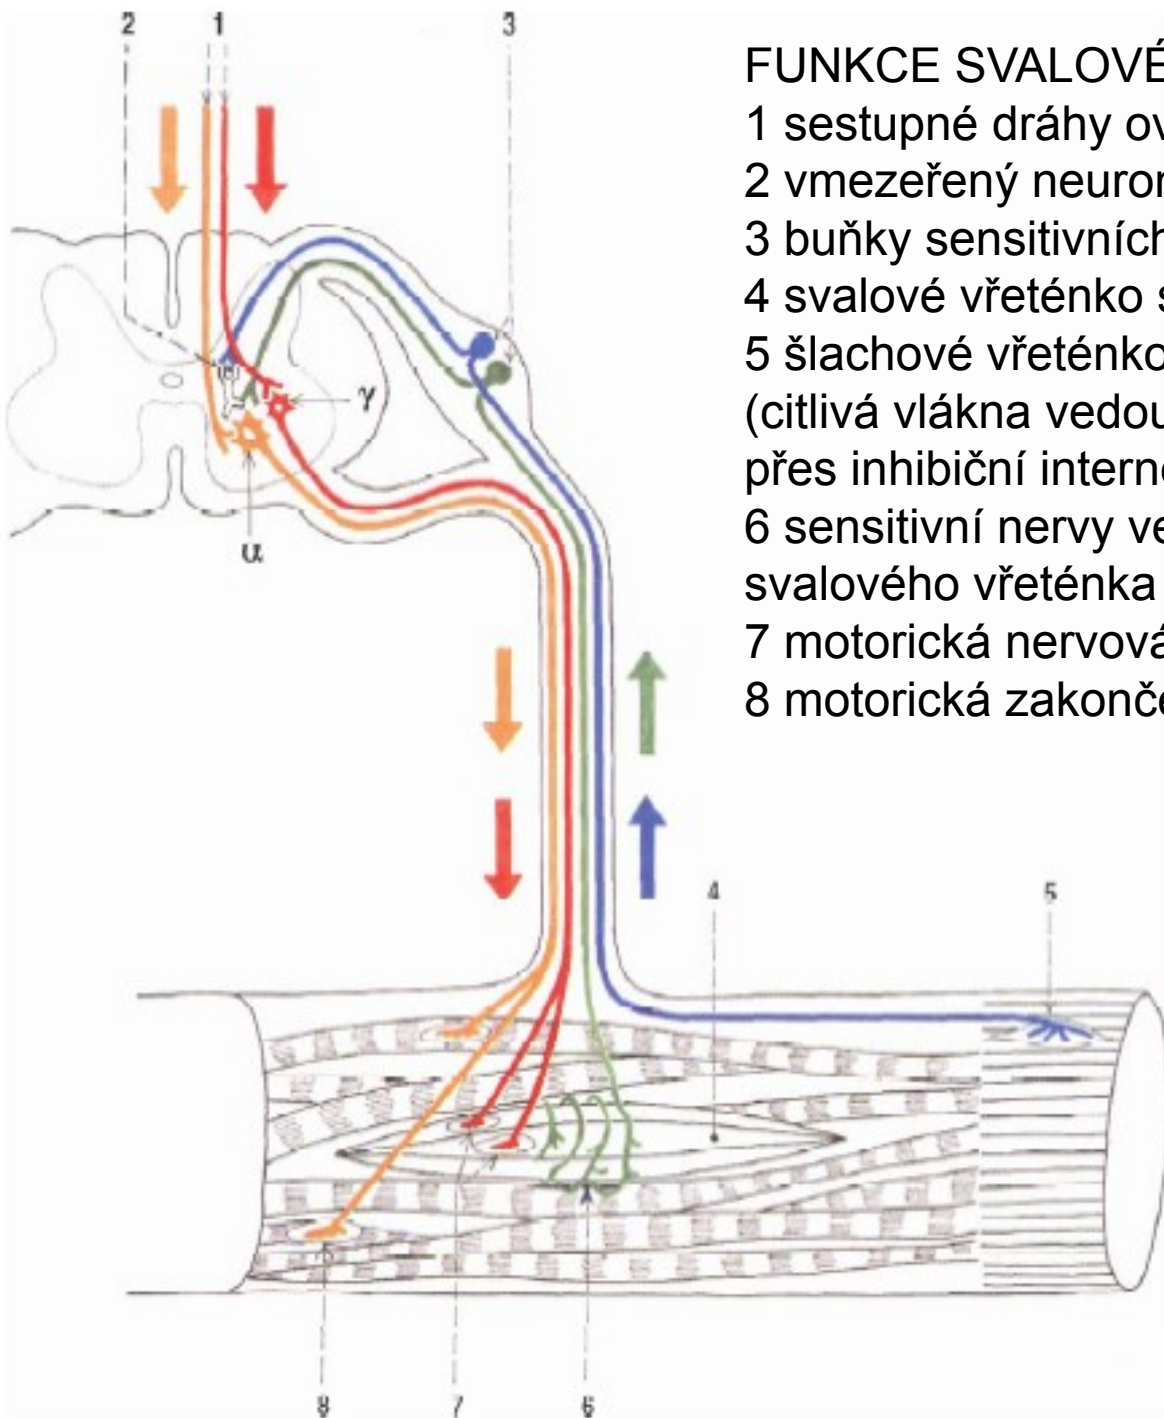 2 1 3
FUNKCE SVALOVÉ
1 sestupné dráhy ov
2 vmezeřený neuron
3 buňky sensitivních
4 svalové vřeténko s
5 šlachové vřeténko
(citlivá vlákna vedou
přes inhibiční interne
6 sensitivní nervy ve
svalového vřeténka
7 motorická nervová
8 motorická zakonče
γ
α
4 5
8 7 6